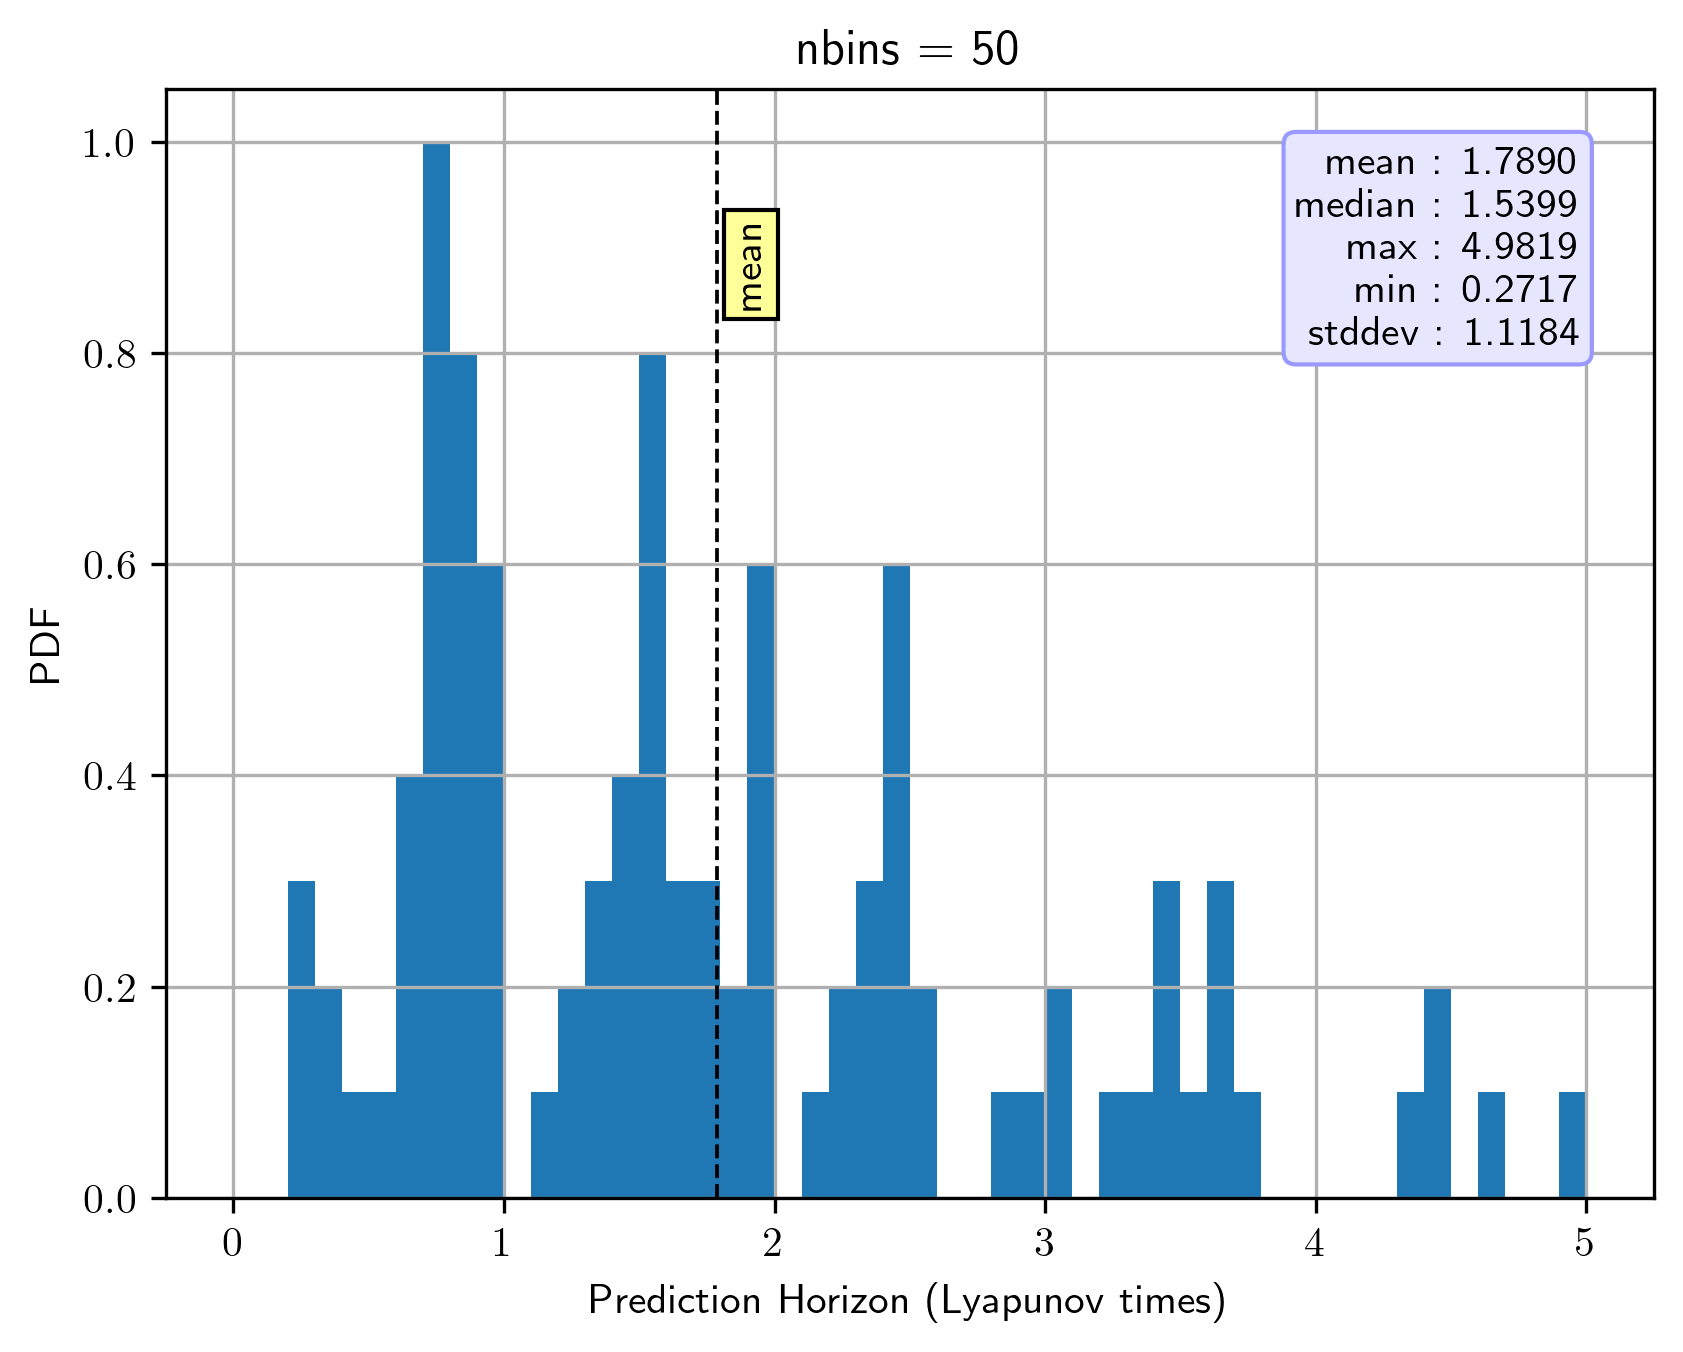 nbins = 50
PDF
1.0
0.8
0.6
0.4
0.2
0.0
mean
mean : 1.7890
median : 1.5399
max : 4.9819
min : 0.2717
stddev : 1.1184
0 1 2 3 4 5
Prediction Horizon (Lyapunov times)